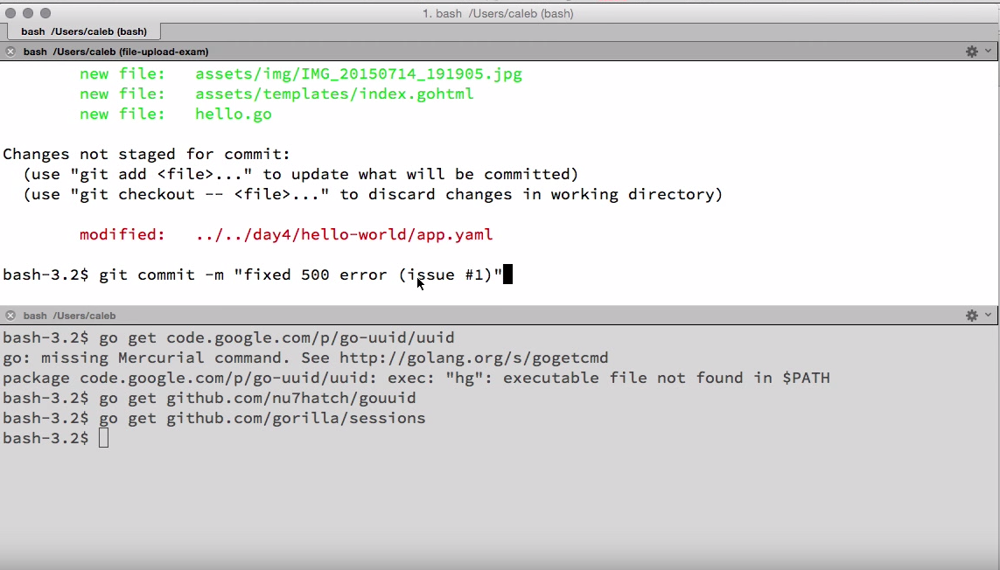 1. bash /Users/caleb (bash)
bash /Users/caleb (bash)
bash /Users/caleb (file-upload-exam)
new file: assets/img/IMG_20150714_191905.jpg
new file: assets/templates/index.gohtml
new file: hello.go
Changes not staged for commit:
(use "git add <file>..." to update what will be committed)
(use "git checkout -- <file>..." to discard changes in working directory)
modified: ../../day4/hello-world/app.yaml
bash-3.2$ git commit -m "fixed 500 error (issue #1)"
bash /Users/caleb
bash-3.2$ go get code.google.com/p/go-uuid/uuid
go: missing Mercurial command. See http://golang.org/s/gogetcmd
package code.google.com/p/go-uuid/uuid: exec: "hg": executable file not found in $PATH
bash-3.2$ go get github.com/nu7hatch/gouuid
bash-3.2$ go get github.com/gorilla/sessions
bash-3.2$